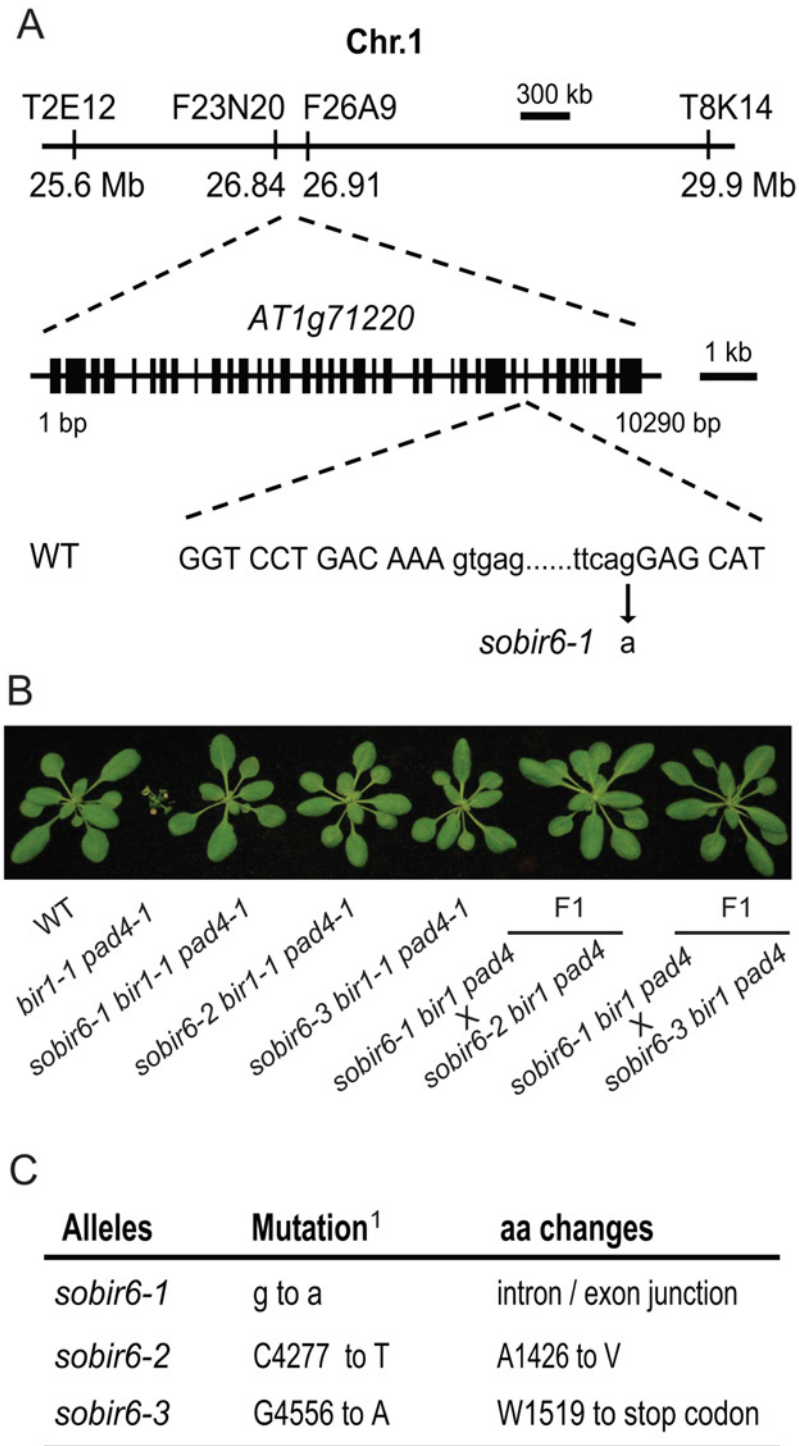 A
Chr.1
T2E12 F23N20 F26A9 300 kb T8K14
25.6 Mb 26.84 26.91 29.9 Mb
AT1g71220
1 kb
1 bp 10290 bp
WT GGT CCT GAC AAA gtgag......ttcagGAG CAT
sobir6-1 a
B
WT
bir1-1 pad4-1
sobir6-1 bir1-1 pad4-1
sobir6-2 bir1-1 pad4-1
sobir6-3 bir1-1 pad4-1
F1
sobir6-1 bir1 pad4
X
sobir6-2 bir1 pad4
F1
sobir6-1 bir1 pad4
X
sobir6-3 bir1 pad4
C
Alleles Mutation¹ aa changes
sobir6-1 g to a intron / exon junction
sobir6-2 C4277 to T A1426 to V
sobir6-3 G4556 to A W1519 to stop codon